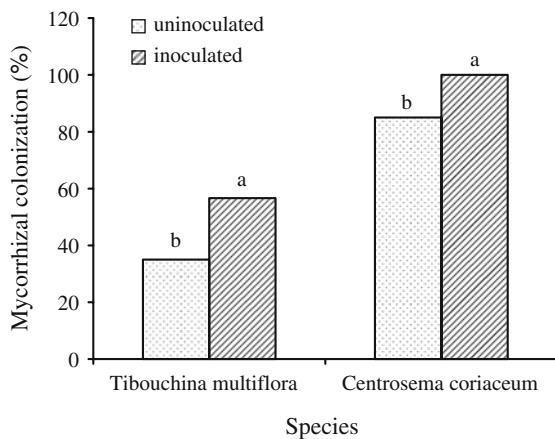 Mycorrhizal colonization (%)
120
100
80
60
40
20
0
uninoculated
inoculated
b
a
b
a
Tibouchina multiflora
Centrosema coriaceum
Species